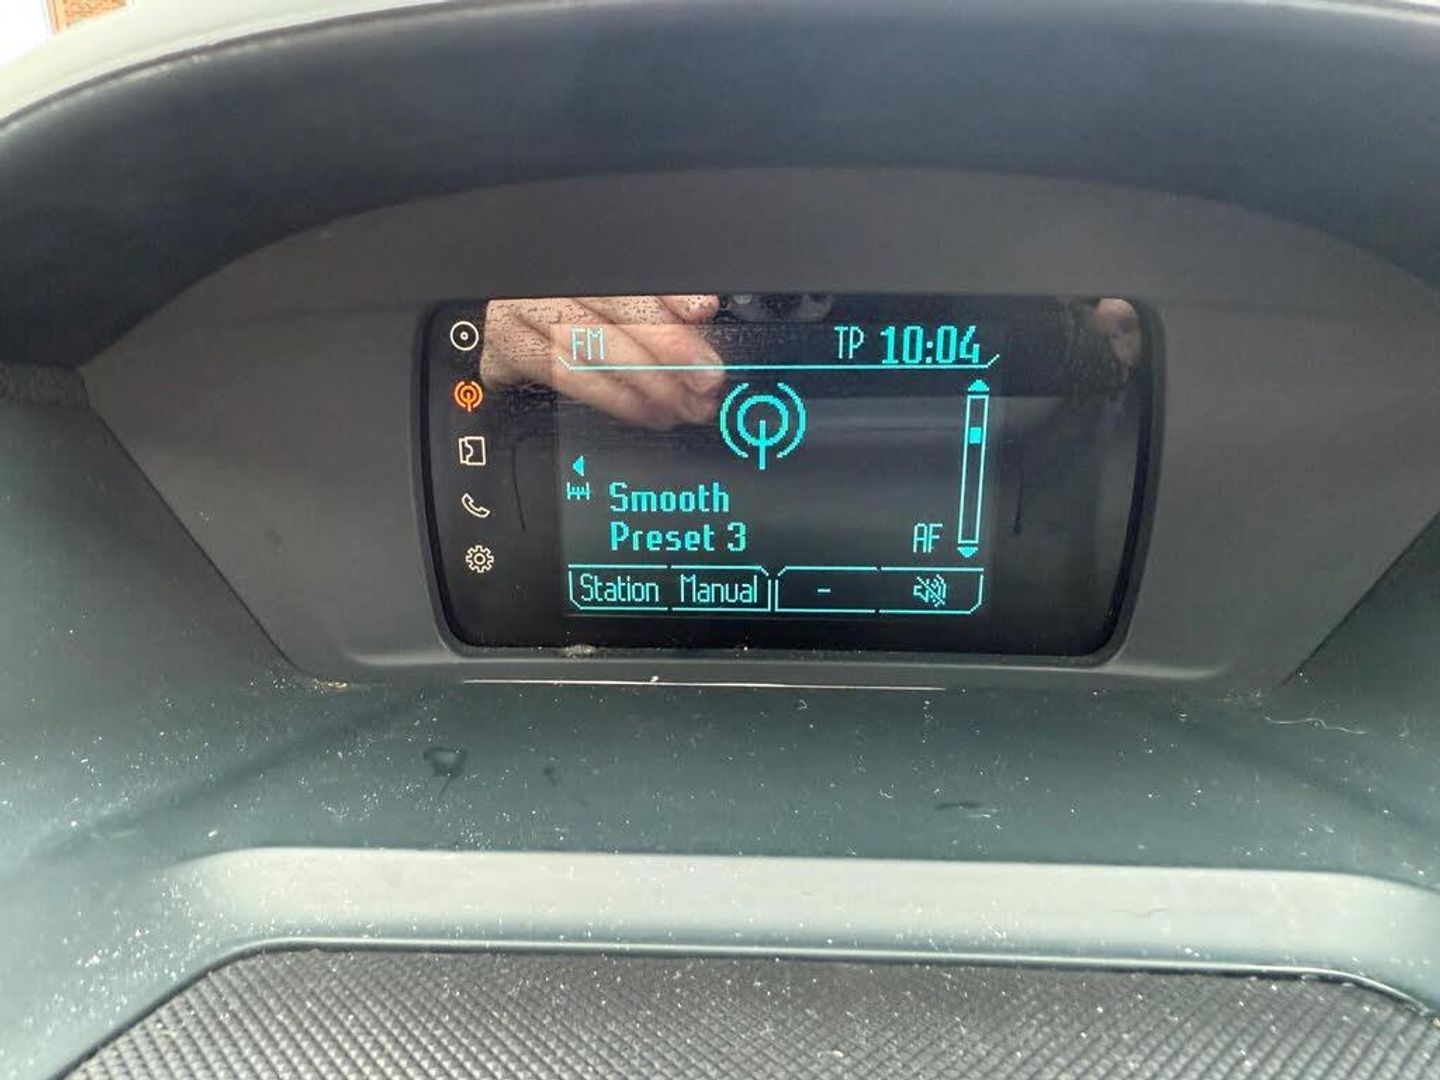 FM TP 10:04
Smooth
Preset 3 AF
Station Manual -